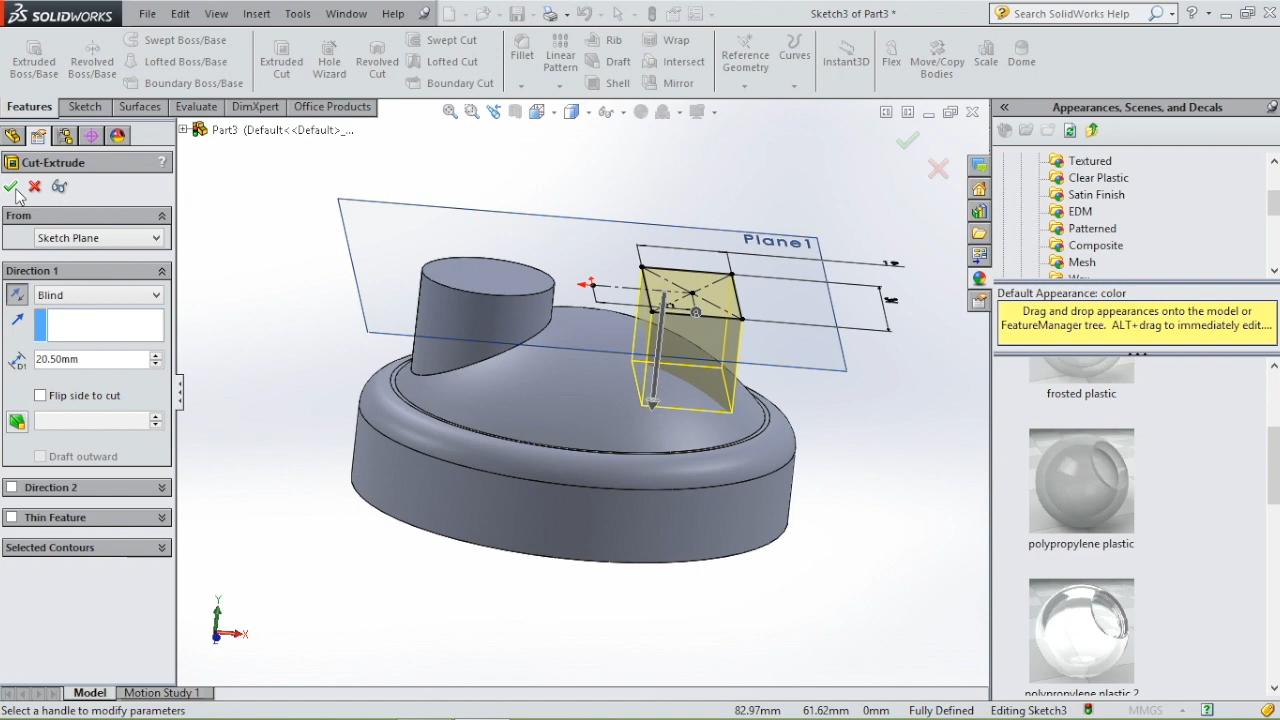 SOLIDWORKS File Edit View Insert Tools Window Help Sketch3 of Part3 * Search SolidWorks Help
Extruded Boss/Base
Revolved Boss/Base
Swept Boss/Base
Lofted Boss/Base
Boundary Boss/Base
Extruded Cut
Hole Wizard
Revolved Cut
Swept Cut
Lofted Cut
Boundary Cut
Fillet
Linear Pattern
Rib
Draft
Shell
Wrap
Intersect
Mirror
Reference Geometry
Curves
Instant3D
Flex
Move/Copy Bodies
Scale
Dome
Features Sketch Surfaces Evaluate DimXpert Office Products
Part3 (Default<<Default>_...
Cut-Extrude ?
From
Sketch Plane
Direction 1
Blind
D1
20.50mm
Flip side to cut
Draft outward
Direction 2
Thin Feature
Selected Contours
Plane1
Y
X
Appearances, Scenes, and Decals
Textured
Clear Plastic
Satin Finish
EDM
Patterned
Composite
Mesh
Default Appearance: color
Drag and drop appearances onto the model or
FeatureManager tree. ALT+drag to immediately edit....
frosted plastic
polypropylene plastic
polypropylene plastic 2
Model Motion Study 1
Select a handle to modify parameters 82.97mm 61.62mm 0mm Fully Defined Editing Sketch3 MMGS